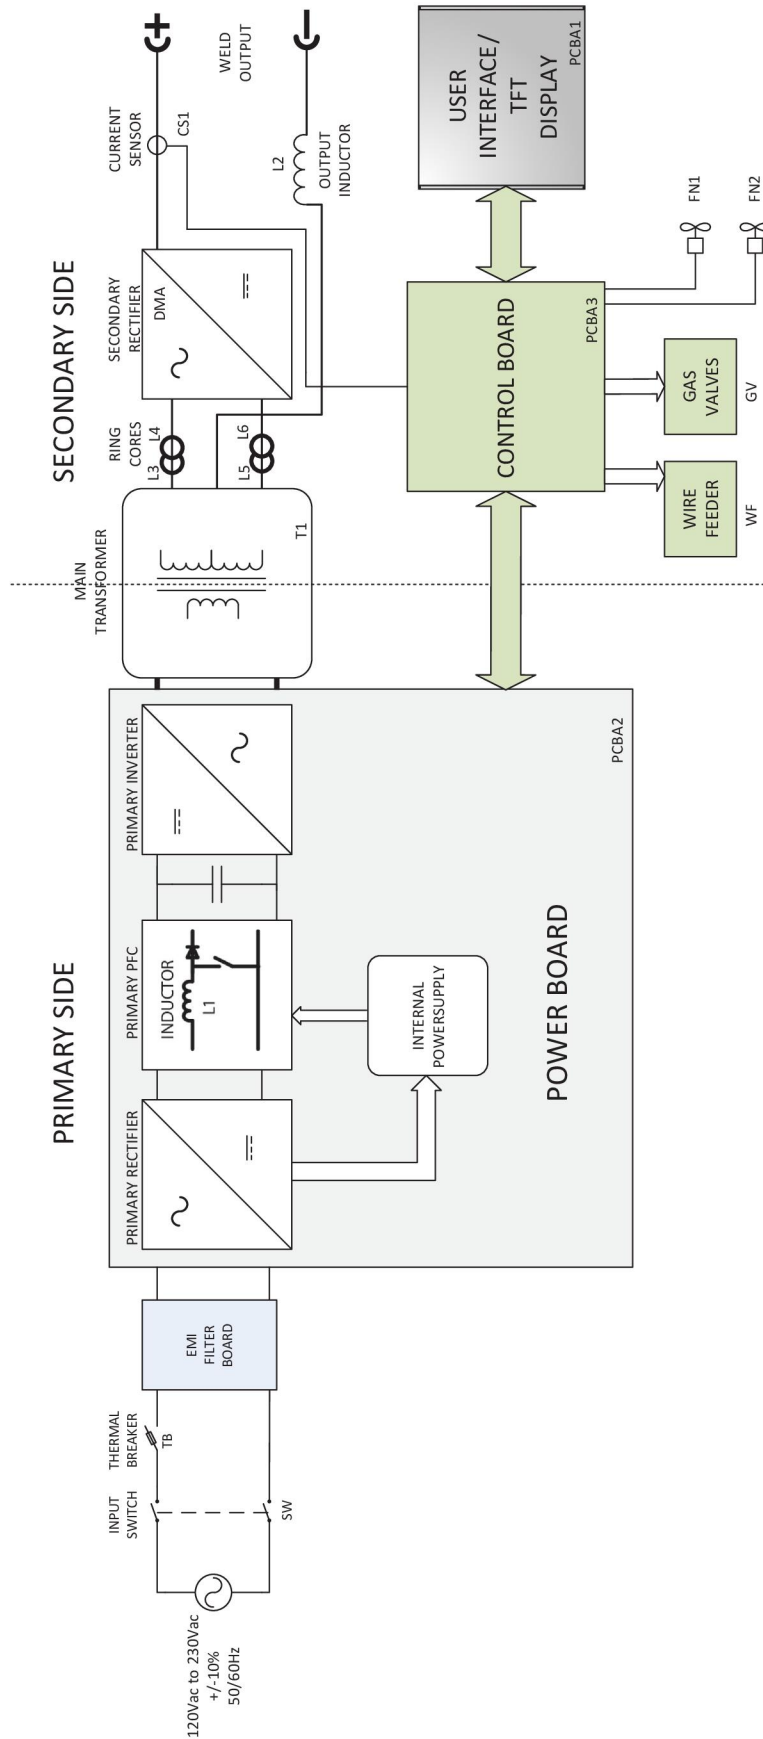 PRIMARY SIDE
SECONDARY SIDE
120Vac to 230Vac
+/-10%
50/60Hz
INPUT
SWITCH
SW
THERMAL
BREAKER
TB
EMI
FILTER
BOARD
PRIMARY RECTIFIER
PRIMARY PFC
INDUCTOR
L1
PRIMARY INVERTER
INTERNAL
POWERSUPPLY
POWER BOARD
PCBA2
MAIN
TRANSFORMER
T1
RING
CORES
L3
L4
L5
L6
SECONDARY
RECTIFIER
DMA
CURRENT
SENSOR
CS1
WELD
OUTPUT
+
−
L2
OUTPUT
INDUCTOR
CONTROL BOARD
PCBA3
USER
INTERFACE/
TFT
DISPLAY
PCBA1
WIRE
FEEDER
WF
GAS
VALVES
GV
FN1
FN2